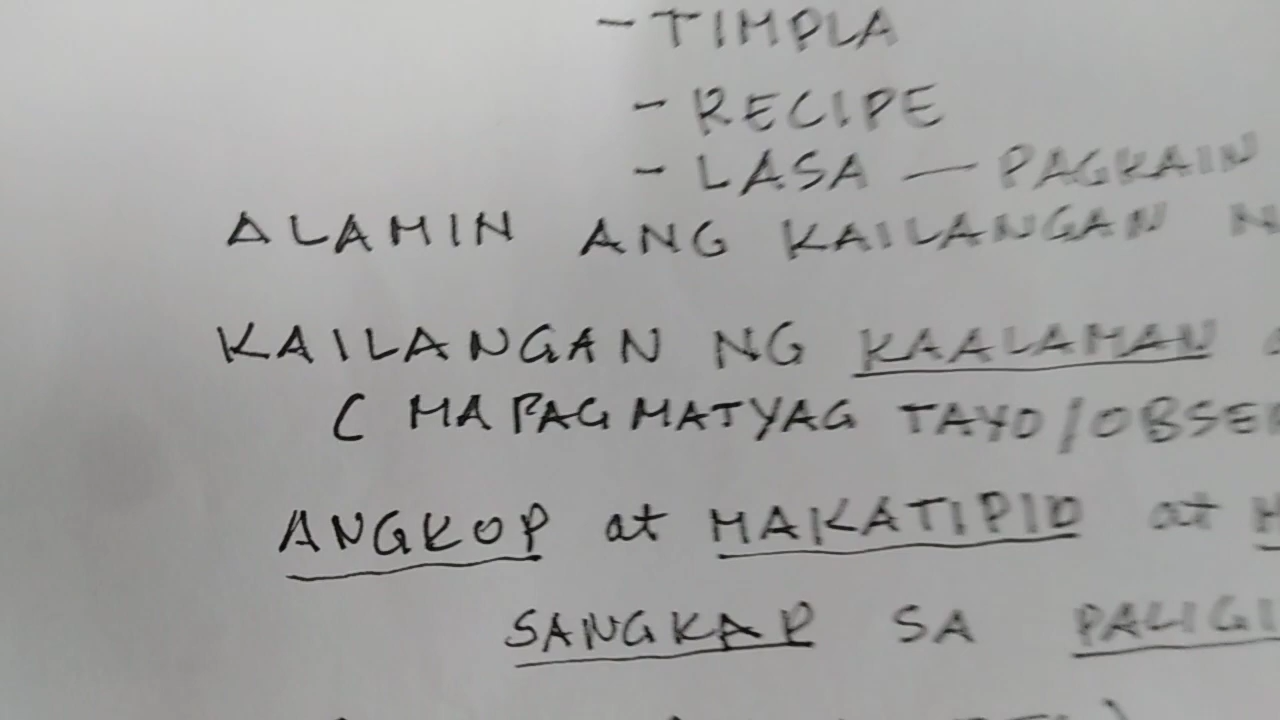 - TIMPLA
- RECIPE
- LASA — PAGKAIN
ALAMIN ANG KAILANGAN
KAILANGAN NG KAALAMAN
( MAPAGMATYAG TAYO/OBSER
ANGKOP at MAKATIPID at
SANGKAP SA PALIGI